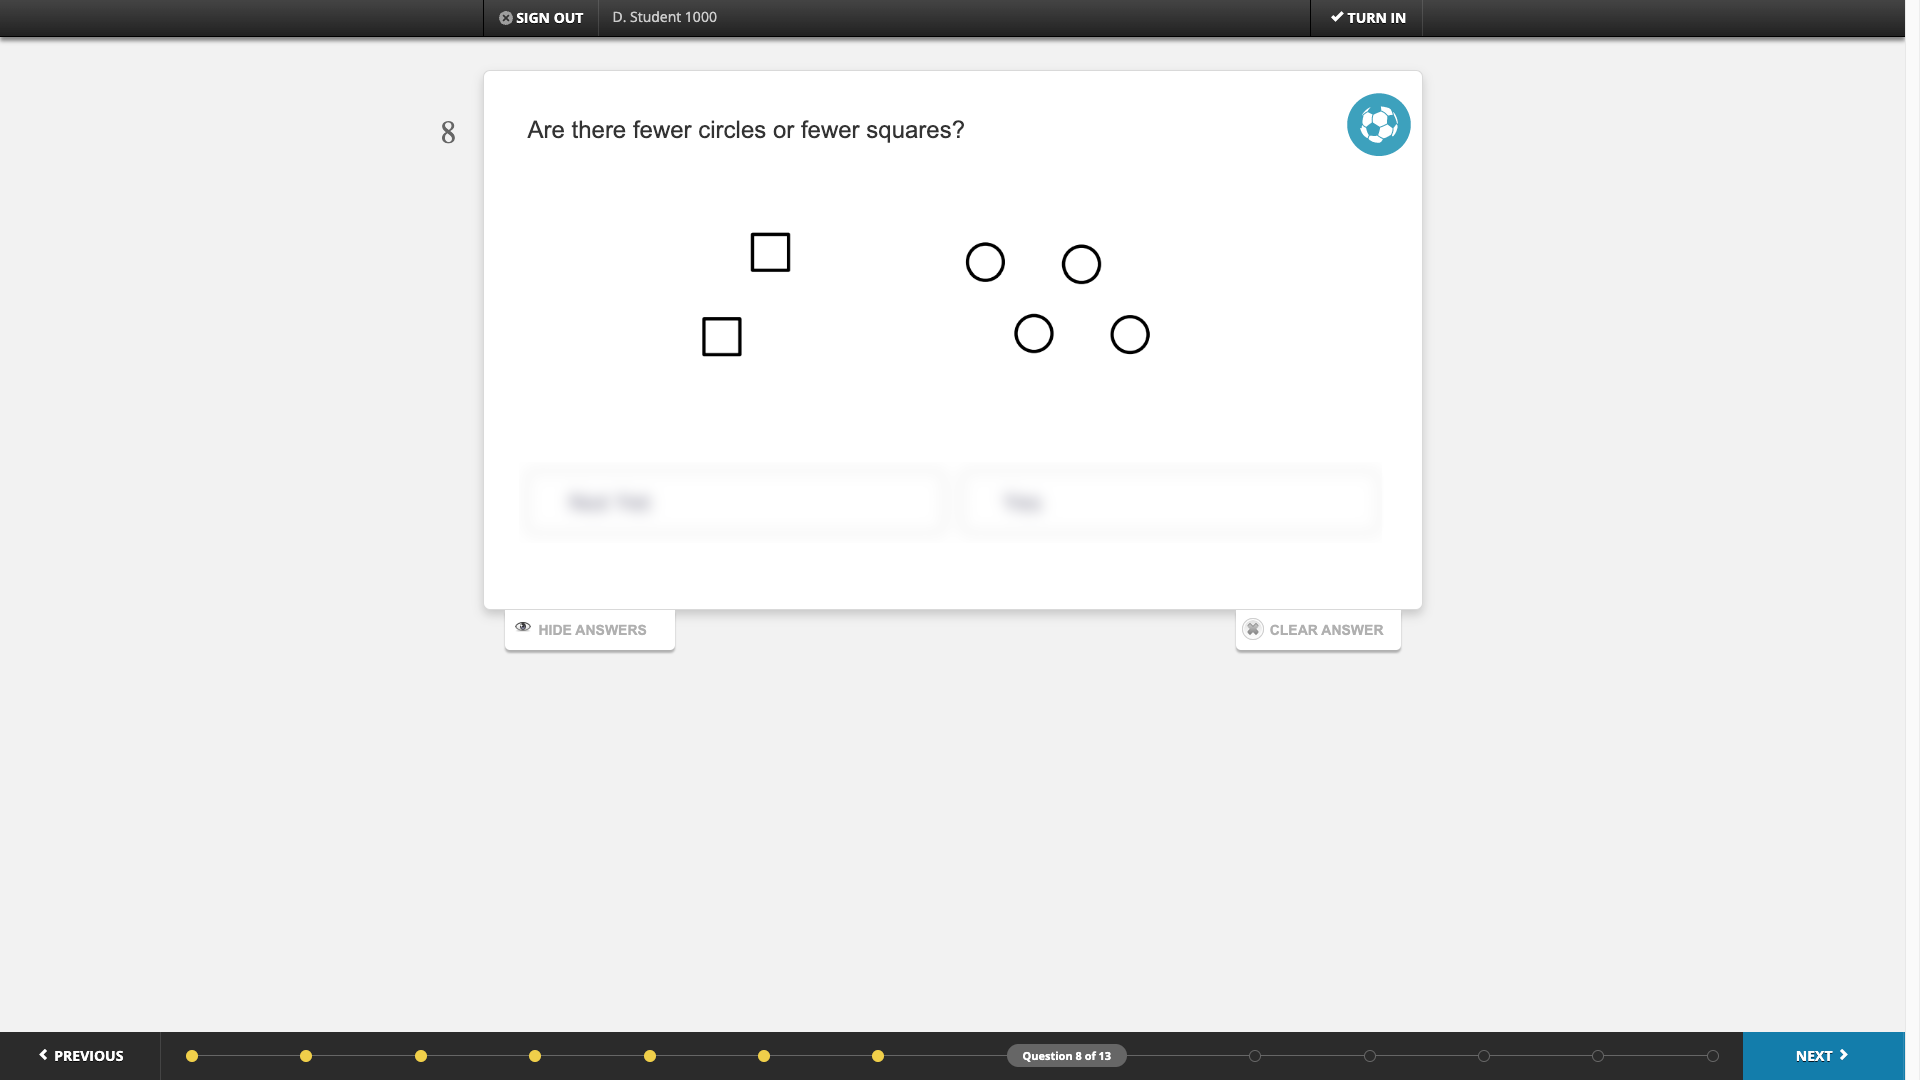 SIGN OUT
D. Student 1000
TURN IN
8
Are there fewer circles or fewer squares?
HIDE ANSWERS
CLEAR ANSWER
PREVIOUS
Question 8 of 13
NEXT